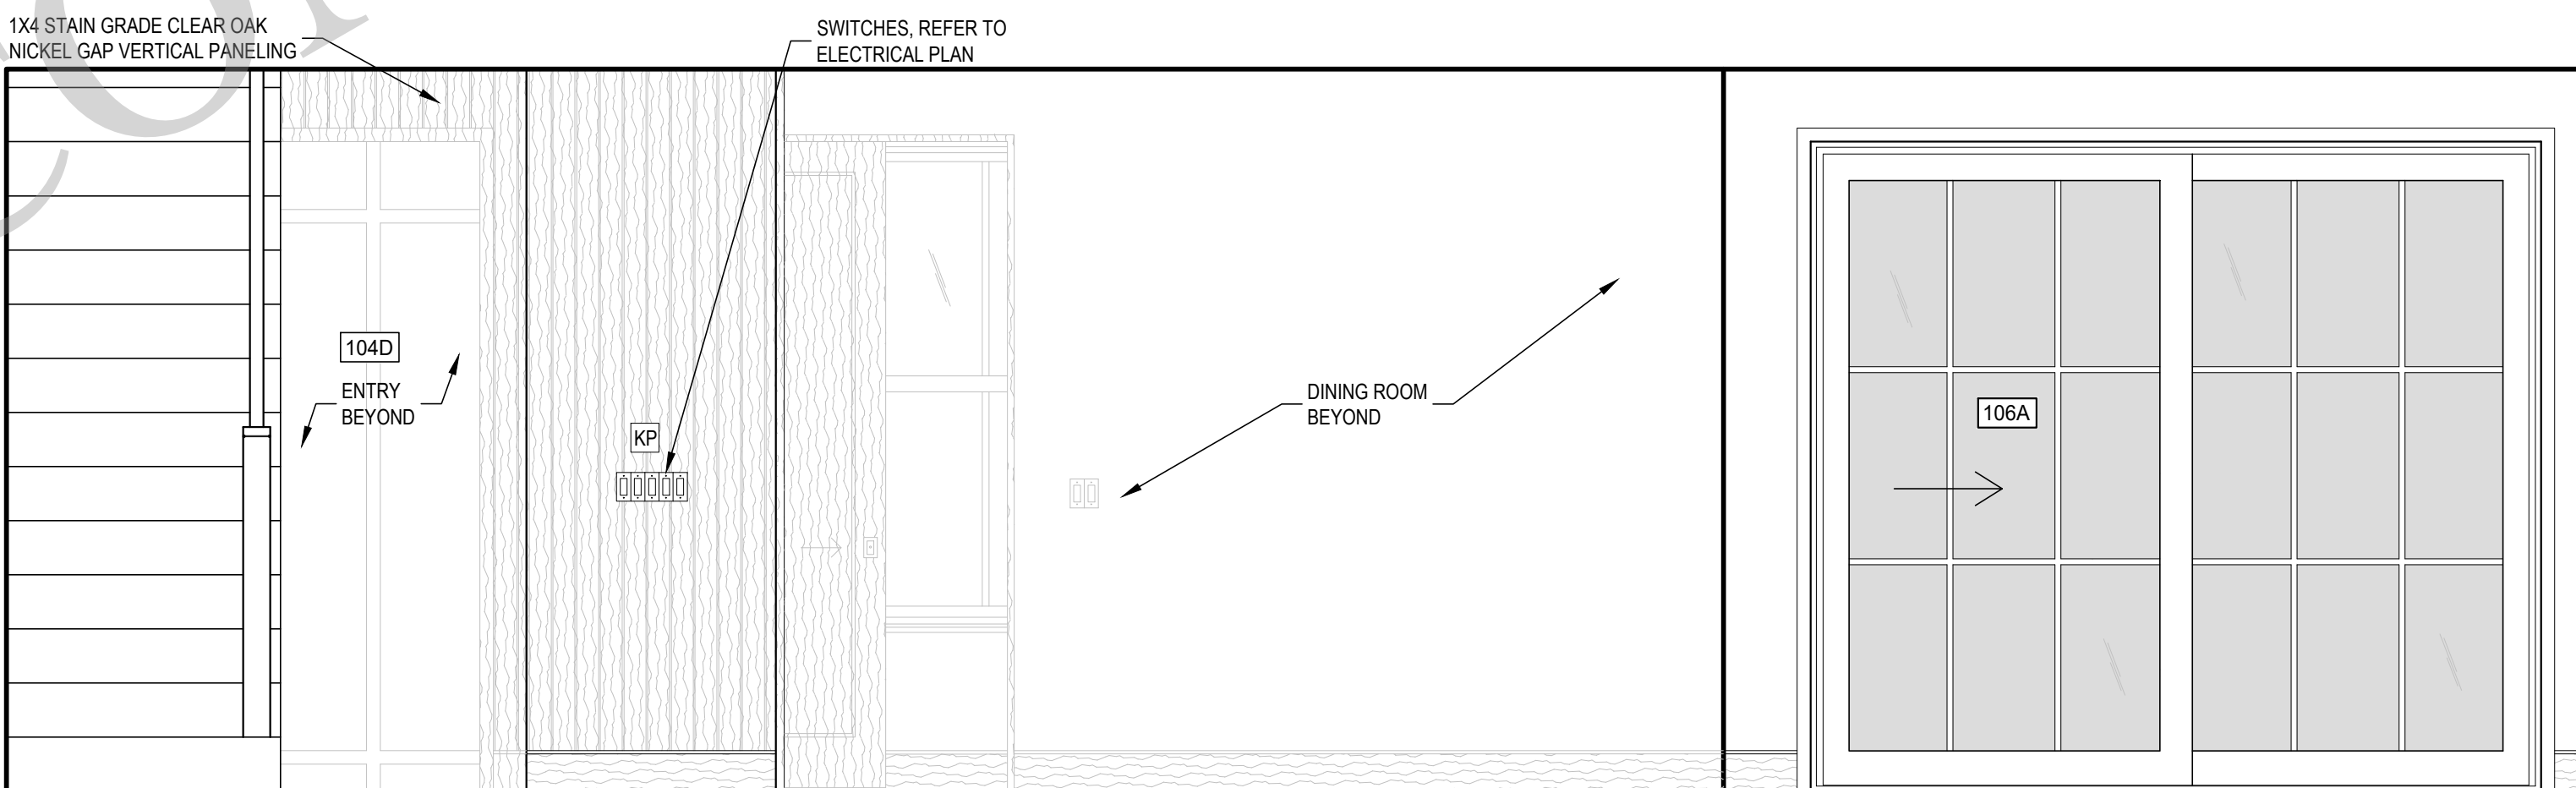 1X4 STAIN GRADE CLEAR OAK
NICKEL GAP VERTICAL PANELING
SWITCHES, REFER TO
ELECTRICAL PLAN
104D
ENTRY
BEYOND
KP
DINING ROOM
BEYOND
106A